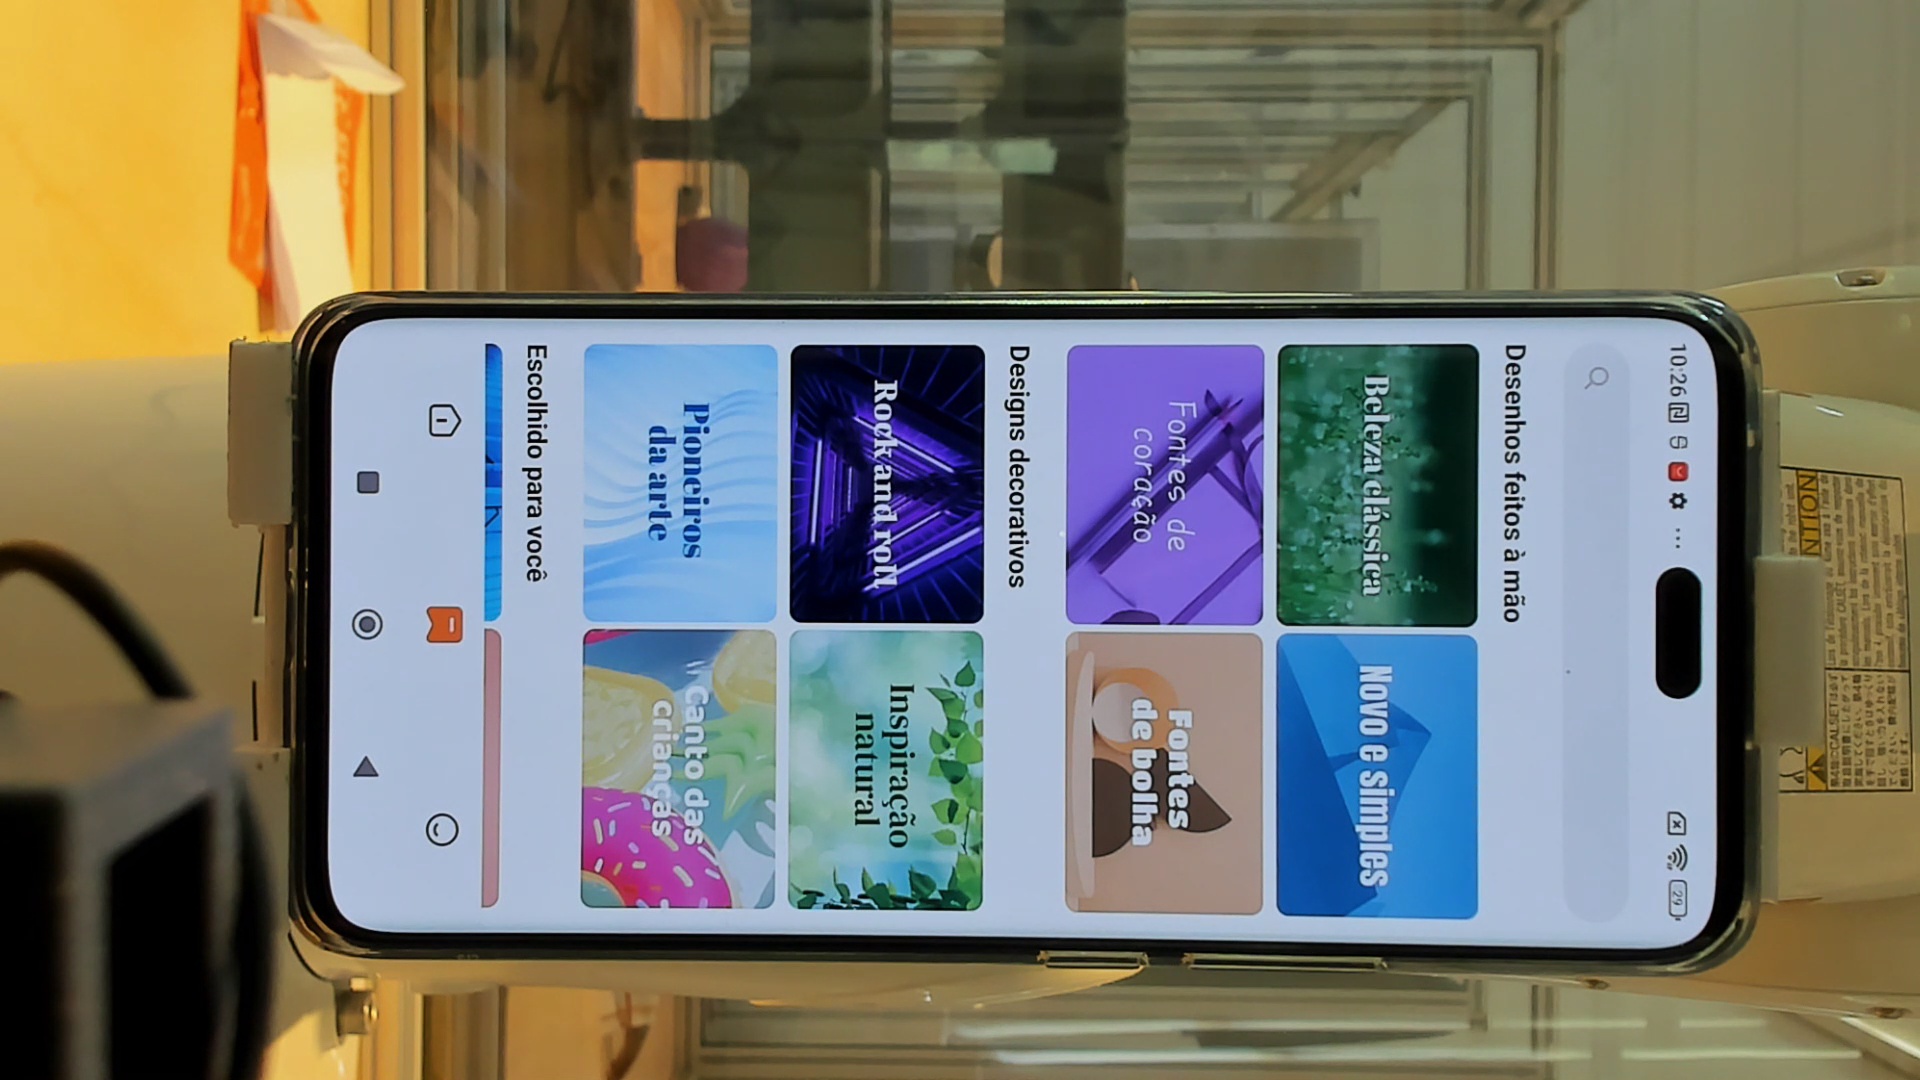 10:26
29
Desenhos feitos à mão
Beleza clássica
Novo e simples
Fontes de
coração
Fontes
de bolha
Designs decorativos
Rock and roll
Inspiração
natural
Pioneiros
da arte
Canto das
crianças
Escolhido para você
NOTI